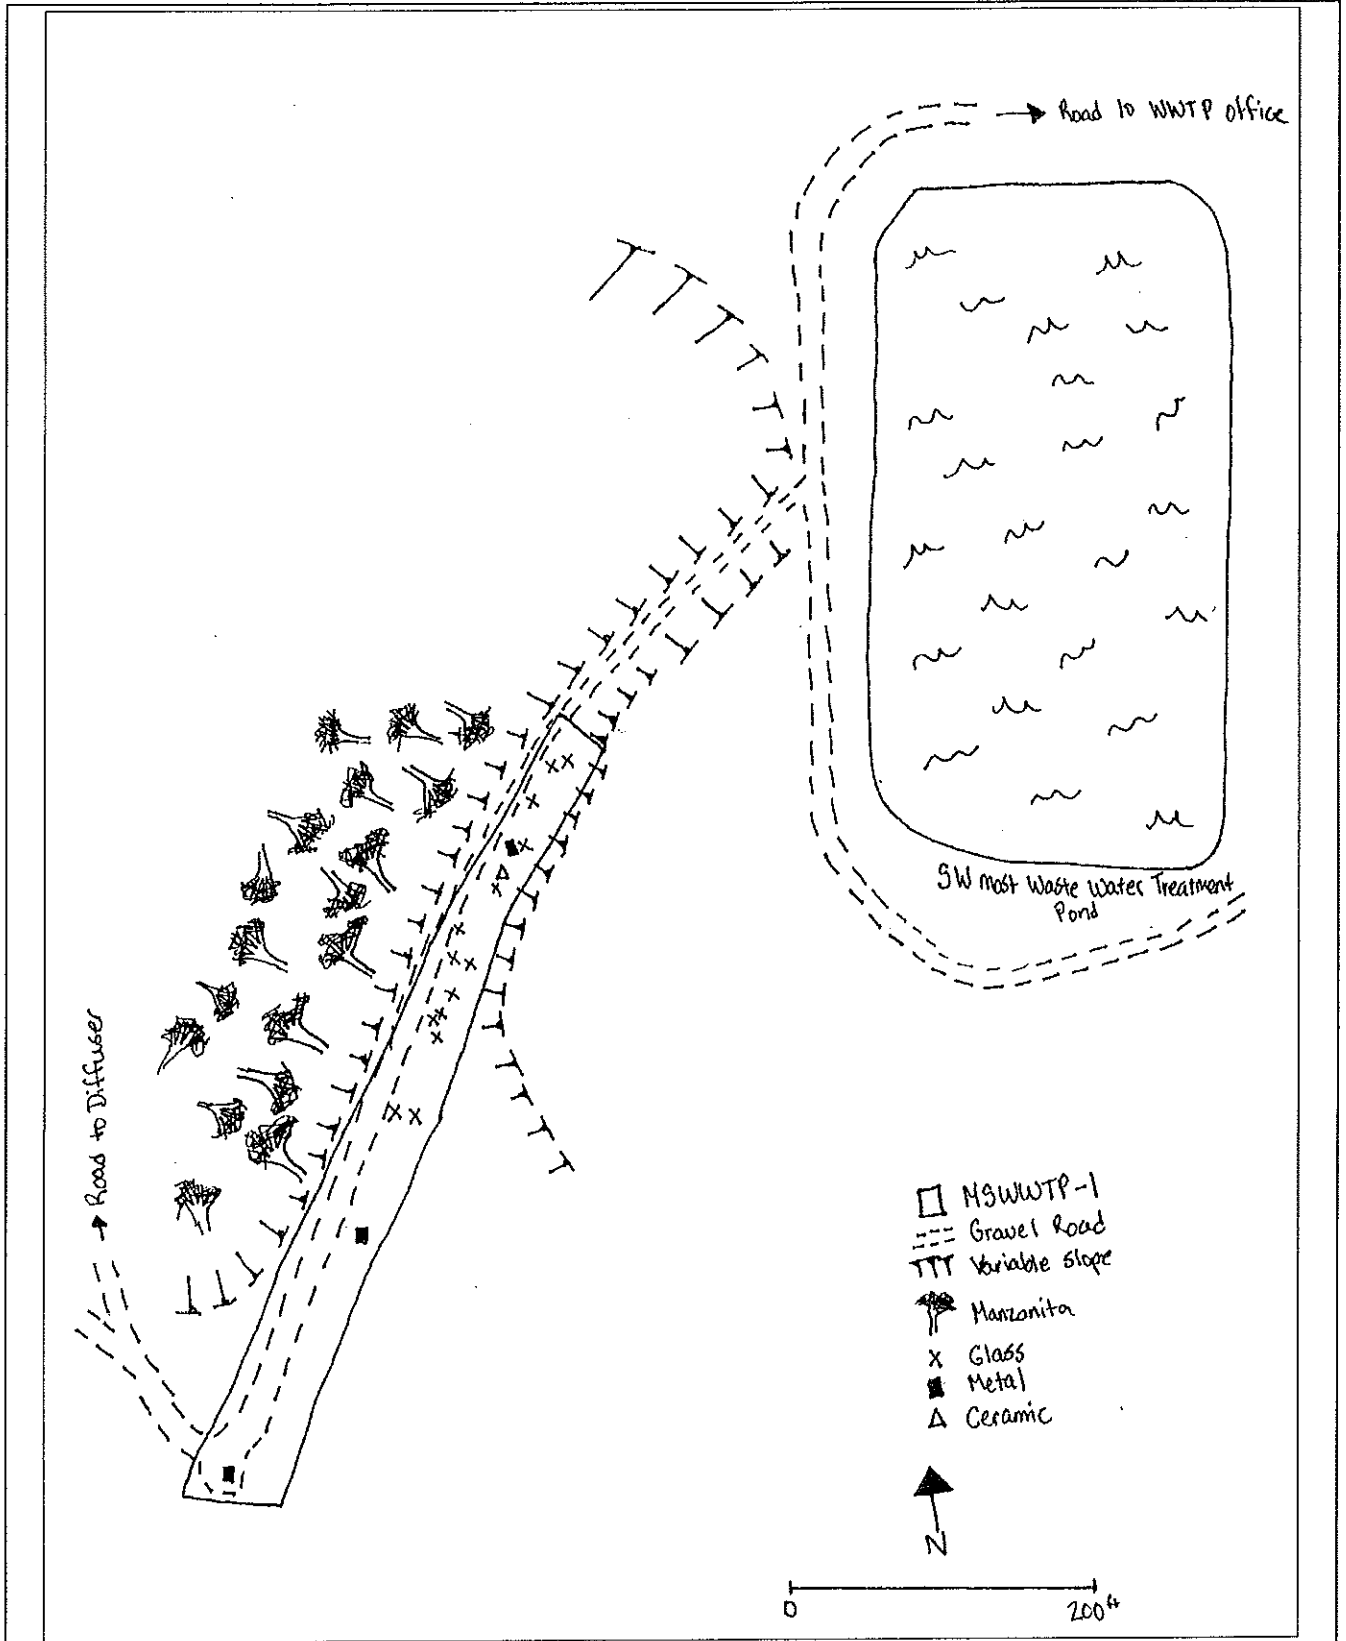 Road to WWTP office
SW most Waste Water Treatment
Pond
Road to Diffuser
MSWWTP-1
Gravel Road
Variable Slope
Manzanita
Glass
Metal
Ceramic
N
0 200ft